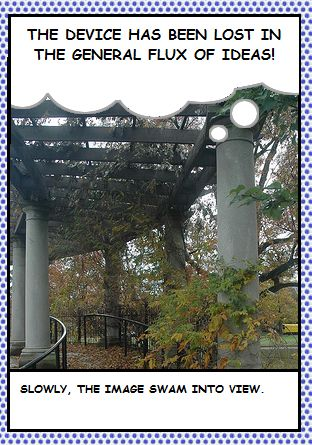 THE DEVICE HAS BEEN LOST IN
THE GENERAL FLUX OF IDEAS!
SLOWLY, THE IMAGE SWAM INTO VIEW.